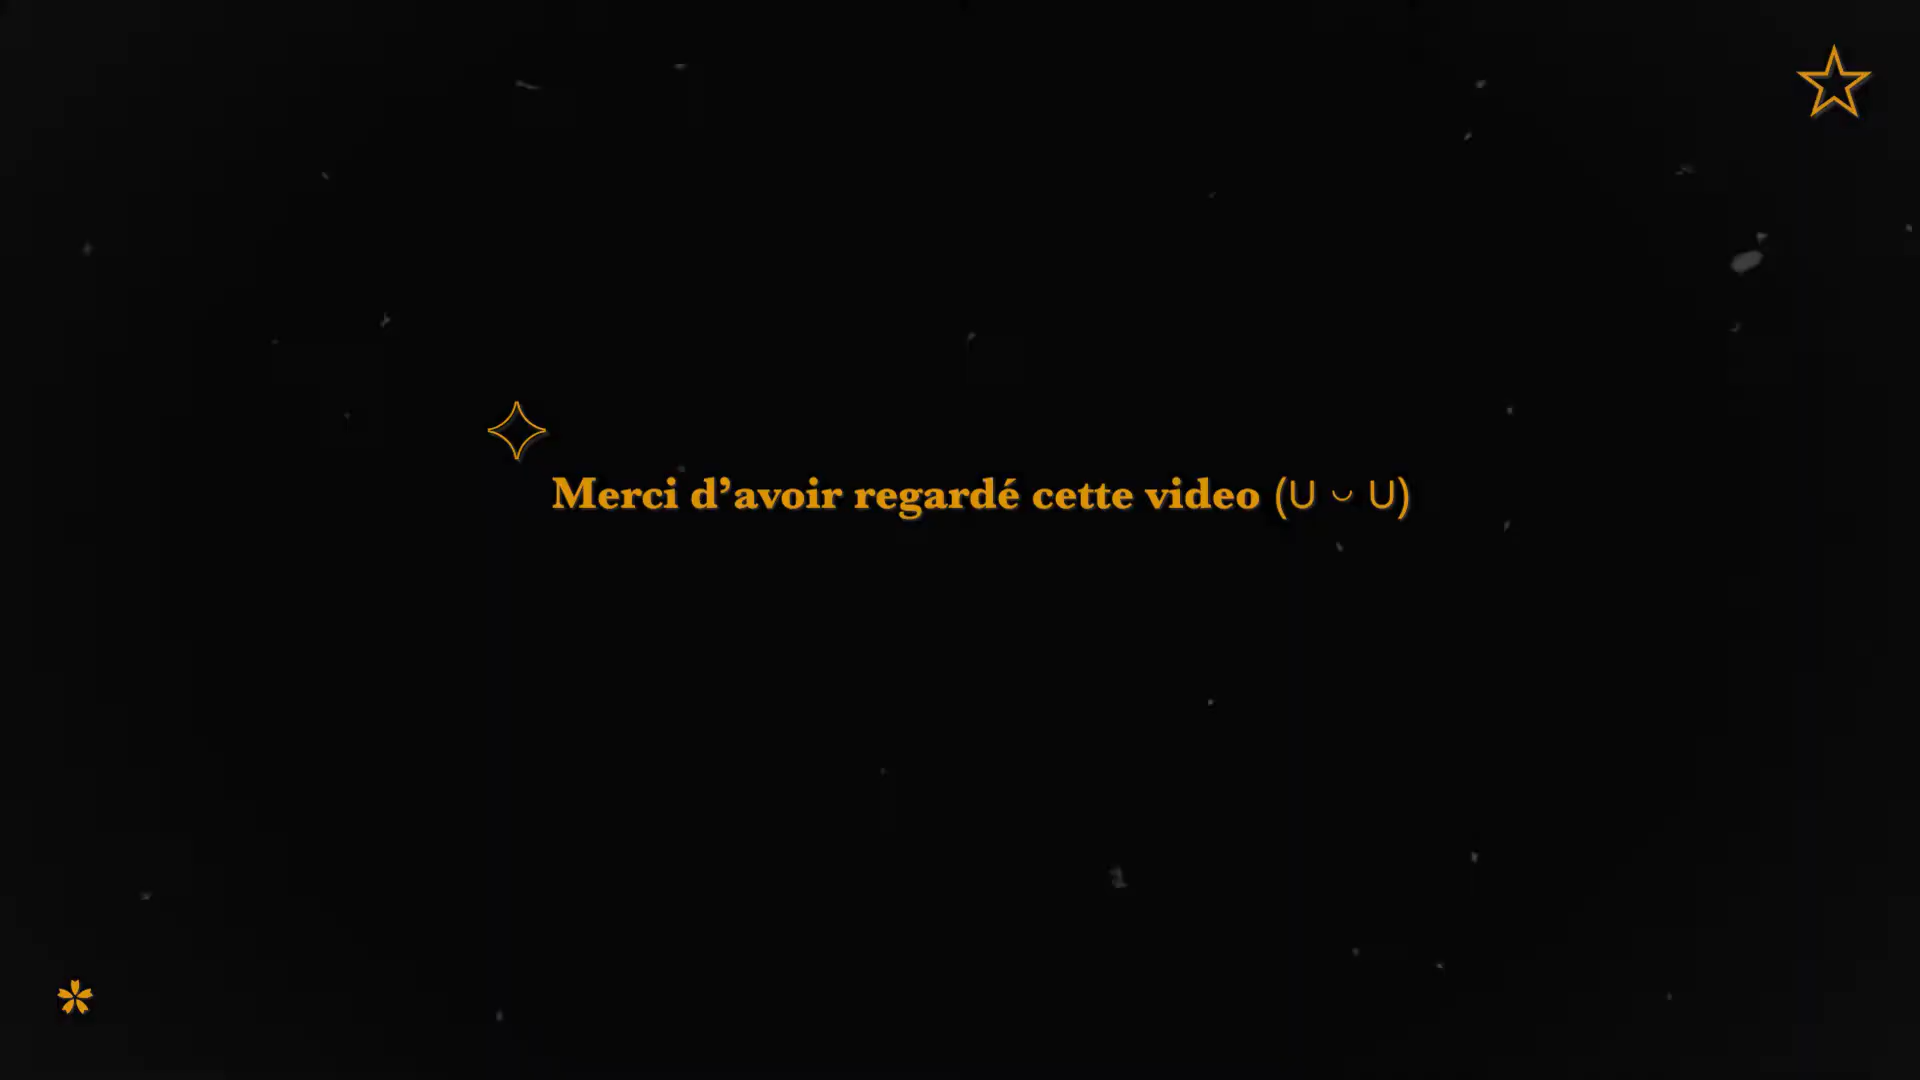 Merci d’avoir regardé cette video (∪ ᴗ ∪)